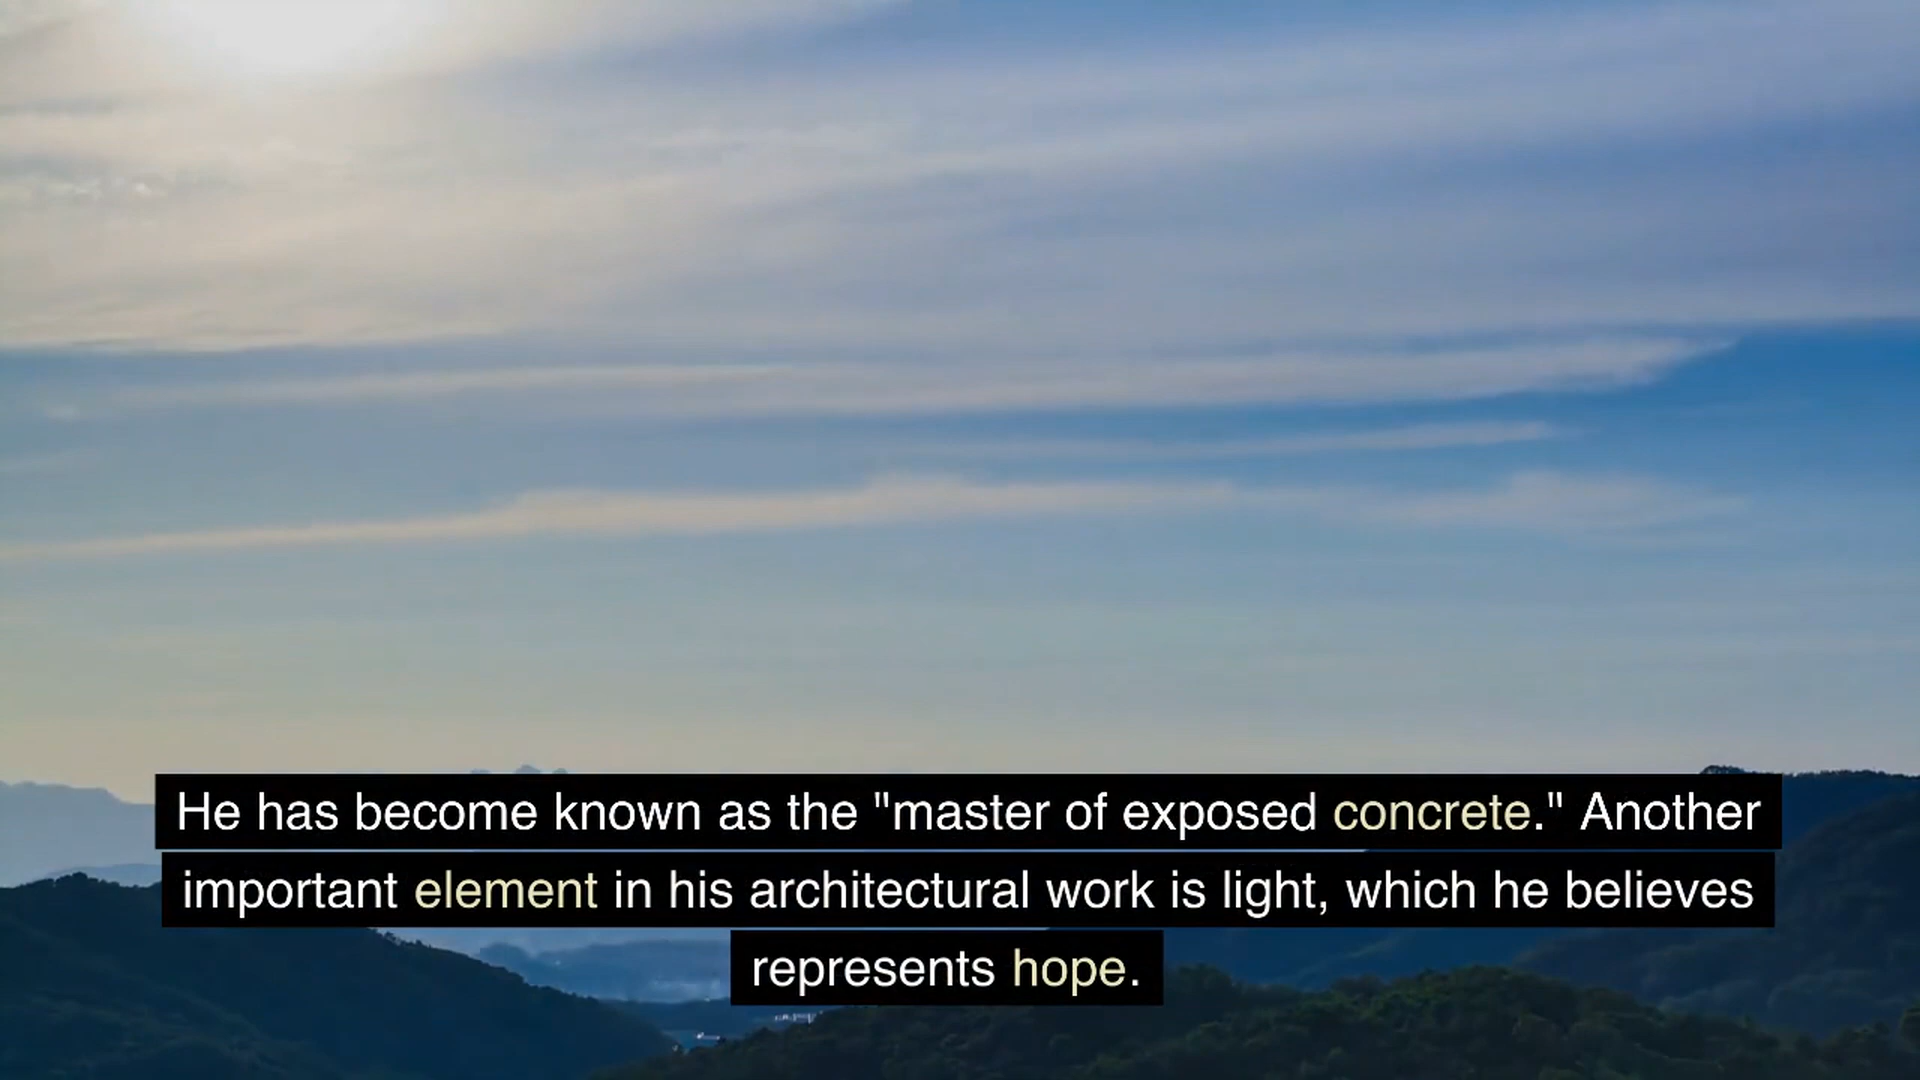 He has become known as the "master of exposed concrete." Another
important element in his architectural work is light, which he believes
represents hope.